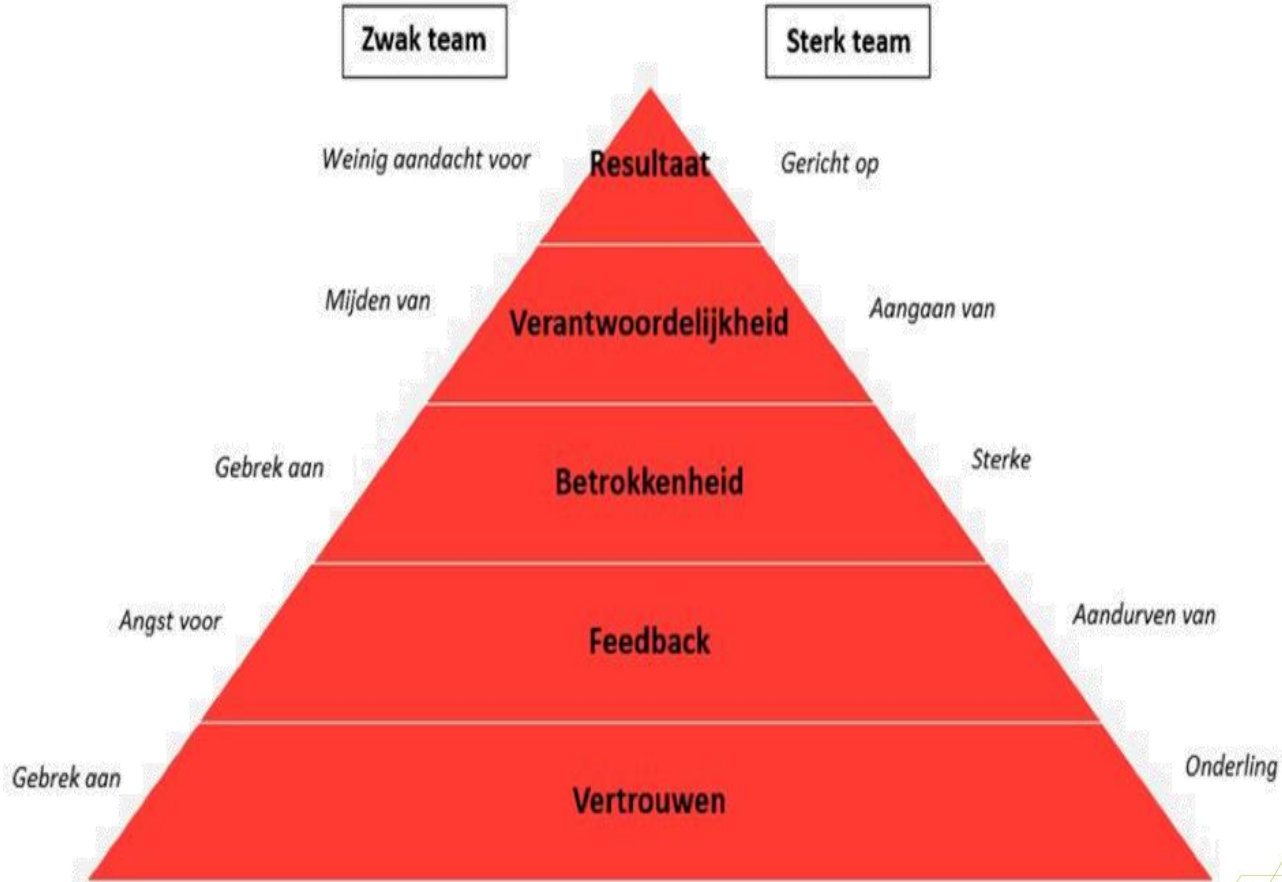 Zwak team
Sterk team
Weinig aandacht voor
Resultaat
Gericht op
Mijden van
Verantwoordelijkheid
Aangaan van
Gebrek aan
Betrokkenheid
Sterke
Angst voor
Feedback
Aandurven van
Gebrek aan
Vertrouwen
Onderling